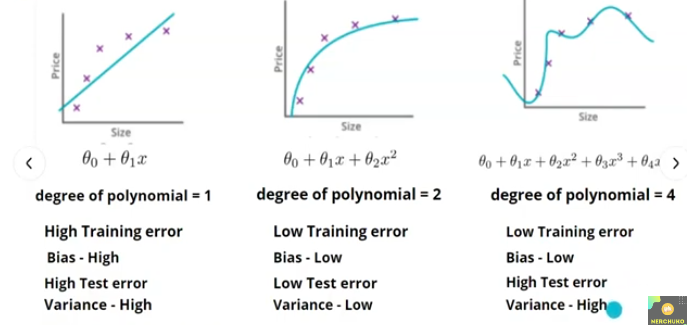 Price
Size
θ₀ + θ₁x
degree of polynomial = 1
High Training error
Bias - High
High Test error
Variance - High
Price
Size
θ₀ + θ₁x + θ₂x²
degree of polynomial = 2
Low Training error
Bias - Low
Low Test error
Variance - Low
Price
Size
θ₀ + θ₁x + θ₂x² + θ₃x³ + θ₄x
degree of polynomial = 4
Low Training error
Bias - Low
High Test error
Variance - High